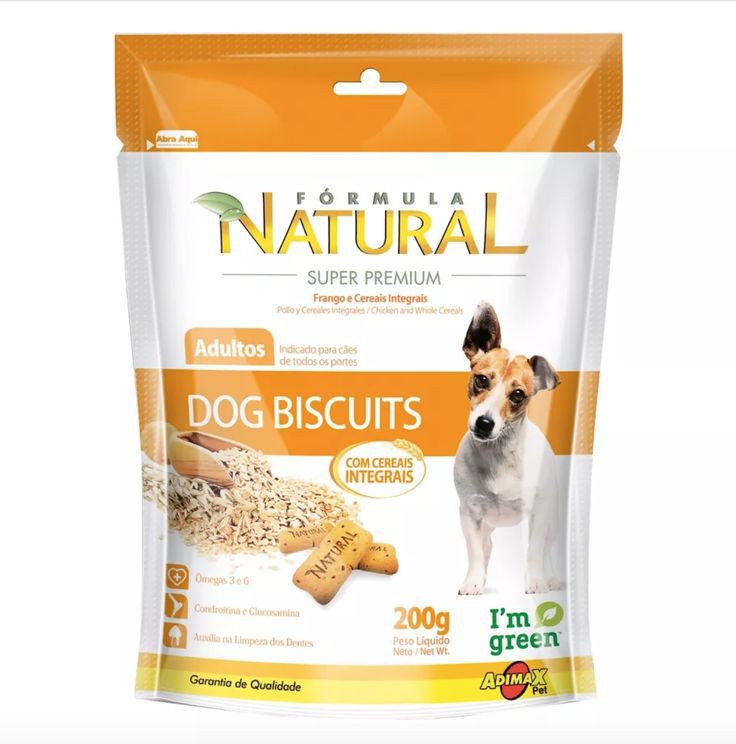 Abra Aqui
FÓRMULA
NATURAL
SUPER PREMIUM
Frango e Cereais Integrais
Pollo y Cereales Integrales / Chicken and Whole Cereals
Adultos
Indicado para cães
de todos os portes
DOG BISCUITS
COM CEREAIS
INTEGRAIS
NATURAL
NATURAL
Ômegas 3 e 6
Condroitina e Glucosamina
Auxilia na Limpeza dos Dentes
200g
Peso Líquido
Neto / Net Wt.
I'm
green™
Garantia de Qualidade
ADIMAX
Pet